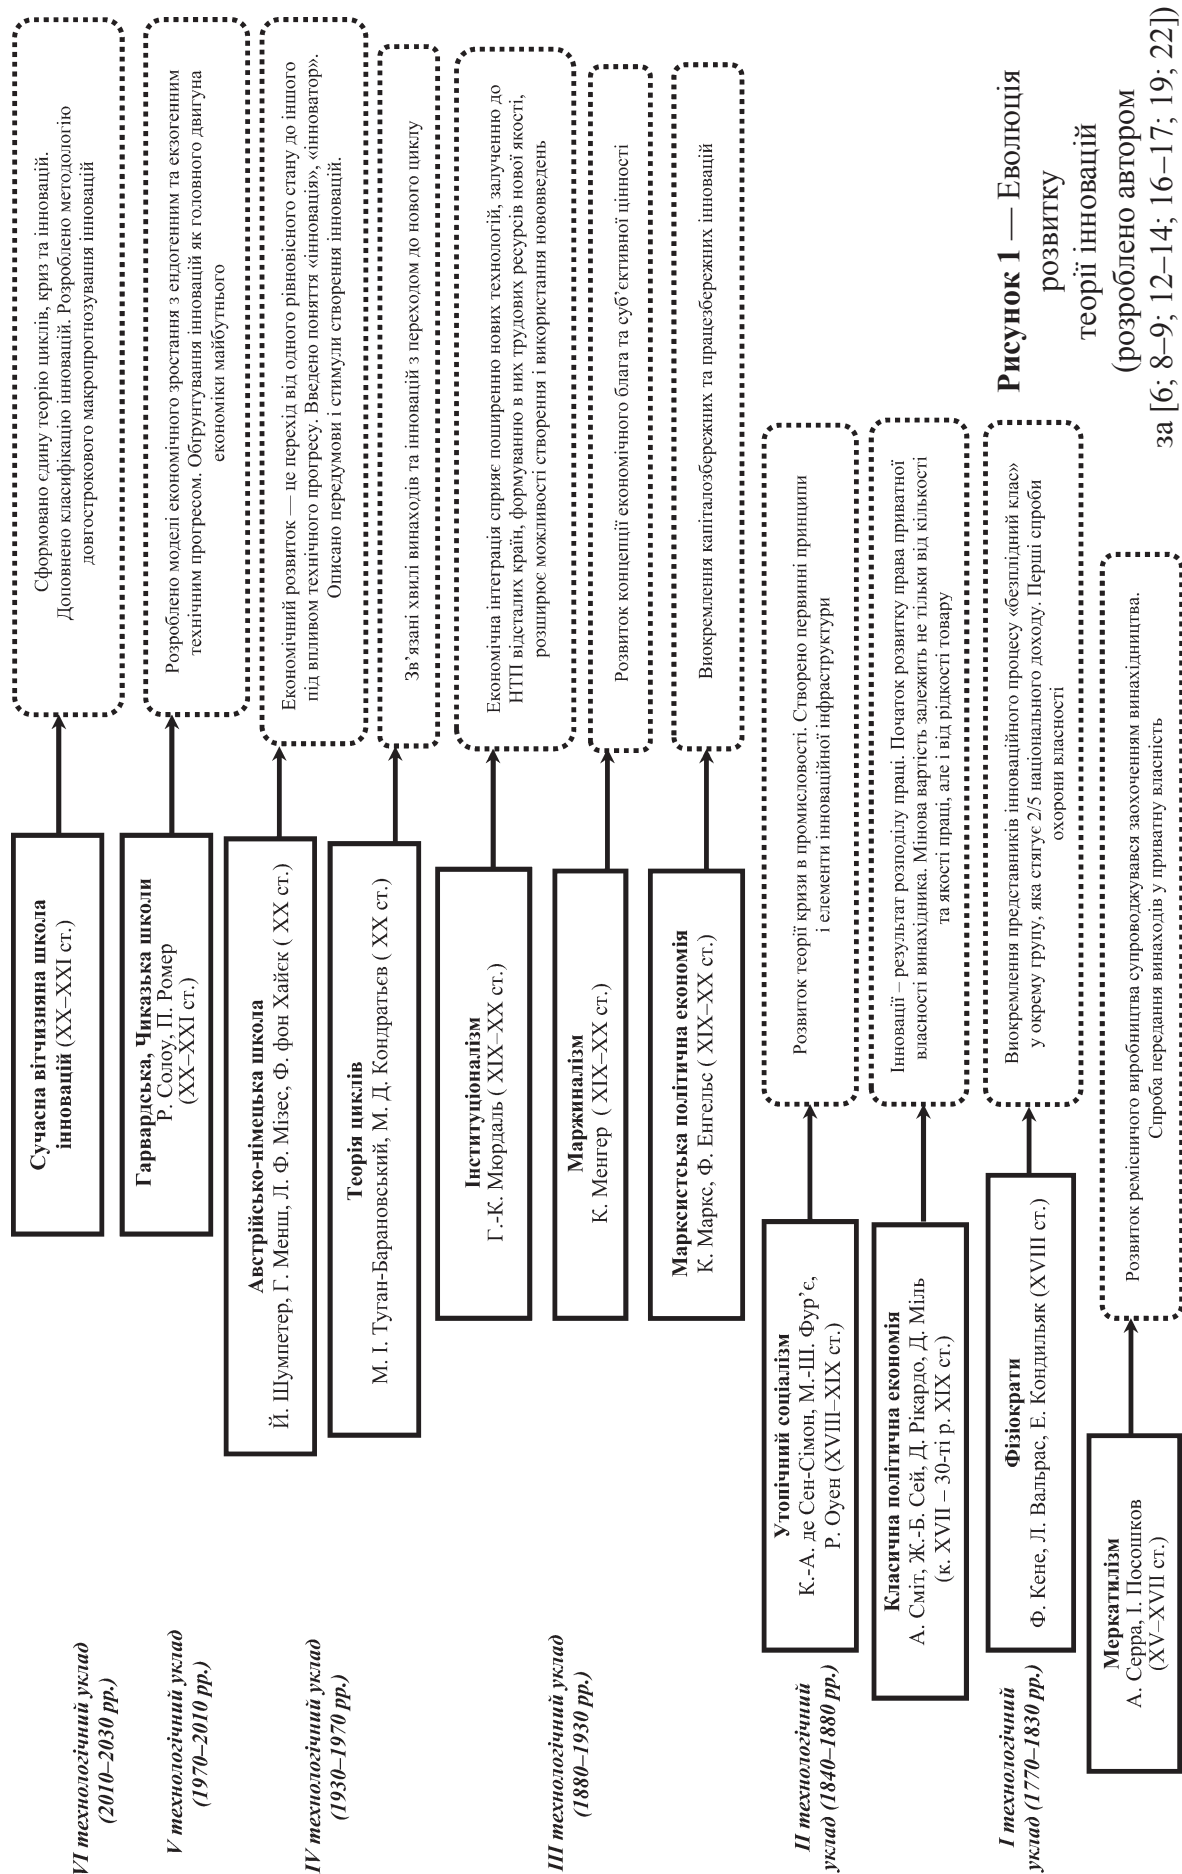 VI технологічний уклад
(2010–2030 рр.)
Сучасна вітчизняна школа
інновацій (XX–XXI ст.)
Сформовано єдину теорію циклів, криз та інновацій.
Доповнено класифікацію інновацій. Розроблено методологію
довгострокового макропрогнозування інновацій
V технологічний уклад
(1970–2010 рр.)
Гарвардська, Чиказька школи
Р. Солоу, П. Ромер
(XX–XXI ст.)
Розроблено моделі економічного зростання з ендогенним та екзогенним
технічним прогресом. Обґрунтування інновацій як головного двигуна
економіки майбутнього
IV технологічний уклад
(1930–1970 рр.)
Австрійсько-німецька школа
Й. Шумпетер, Г. Менш, Л. Ф. Мізес, Ф. фон Хайєк ( XX ст.)
Економічний розвиток — це перехід від одного рівновісного стану до іншого
під впливом технічного прогресу. Введено поняття «інновація», «інноватор».
Описано передумови і стимули створення інновацій.
Теорія циклів
М. І. Туган-Барановський, М. Д. Кондратьєв ( XX ст.)
Зв’язані хвилі винаходів та інновацій з переходом до нового циклу
III технологічний уклад
(1880–1930 рр.)
Інституціоналізм
Г.-К. Мюрдаль ( XIX–XX ст.)
Економічна інтеграція сприяє поширенню нових технологій, залученню до
НТП відсталих країн, формуванню в них трудових ресурсів нової якості,
розширює можливості створення і використання нововведень
Маржиналізм
К. Менгер ( XIX–XX ст.)
Розвиток концепції економічного блага та суб’єктивної цінності
Марксистська політична економія
К. Маркс, Ф. Енгельс ( XIX–XX ст.)
Виокремлення капіталозбережних та працезбережних інновацій
II технологічний
уклад (1840–1880 рр.)
Утопічний соціалізм
К.-А. де Сен-Сімон, М.-Ш. Фур’є,
Р. Оуен (XVIII–XIX ст.)
Розвиток теорії кризи в промисловості. Створено первинні принципи
і елементи інноваційної інфраструктури
Класична політична економія
А. Сміт, Ж.-Б. Сей, Д. Рікардо, Д. Міль
(к. XVII – 30-ті р. XIX ст.)
Інновації – результат розподілу праці. Початок розвитку права приватної
власності винахідника. Мінова вартість залежить не тільки від кількості
та якості праці, але і від рідкості товару
I технологічний
уклад (1770–1830 рр.)
Фізіократи
Ф. Кене, Л. Вальрас, Е. Кондильяк (XVIII ст.)
Виокремлення представників інноваційного процесу «безплідний клас»
у окрему групу, яка стягує 2/5 національного доходу. Перші спроби
охорони власності
Меркатилізм
А. Серра, І. Посошков
(XV–XVII ст.)
Розвиток ремісничого виробництва супроводжувався заохоченням винахідництва.
Спроба передання винаходів у приватну власність
Рисунок 1 — Еволюція
розвитку
теорії інновацій
(розроблено автором
за [6; 8–9; 12–14; 16–17; 19; 22])